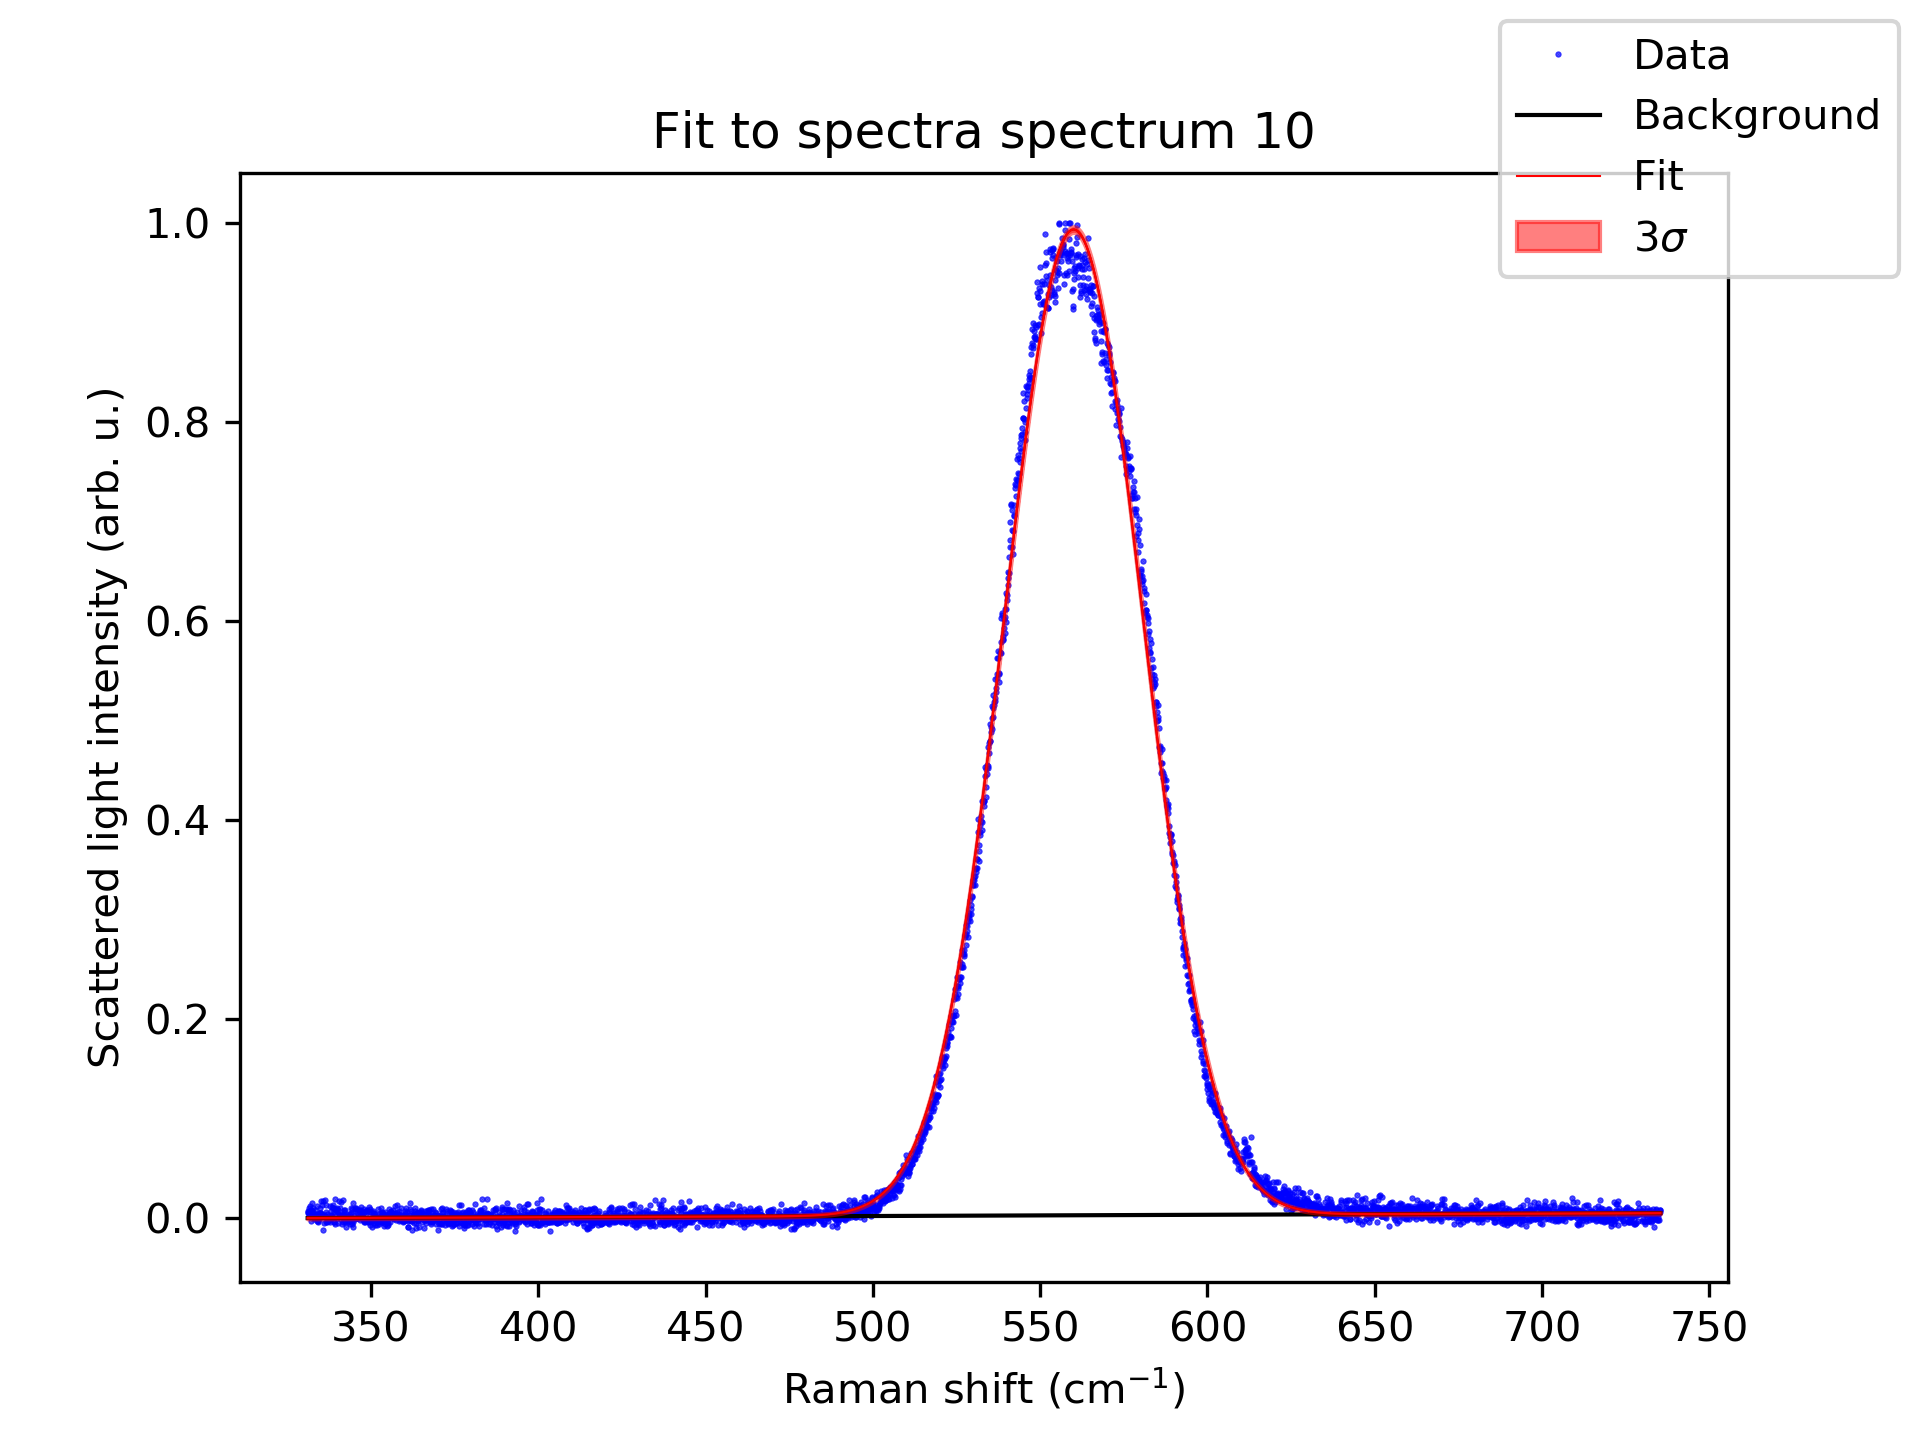 Data
Background
Fit
3σ
Fit to spectra spectrum 10
1.0
0.8
0.6
0.4
0.2
0.0
Scattered light intensity (arb. u.)
350 400 450 500 550 600 650 700 750
Raman shift (cm⁻¹)